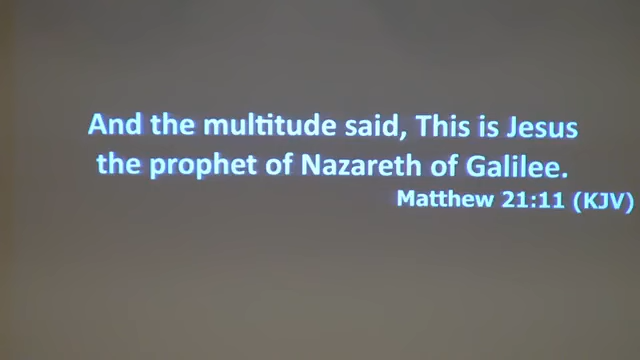 And the multitude said, This is Jesus
the prophet of Nazareth of Galilee.
Matthew 21:11 (KJV)